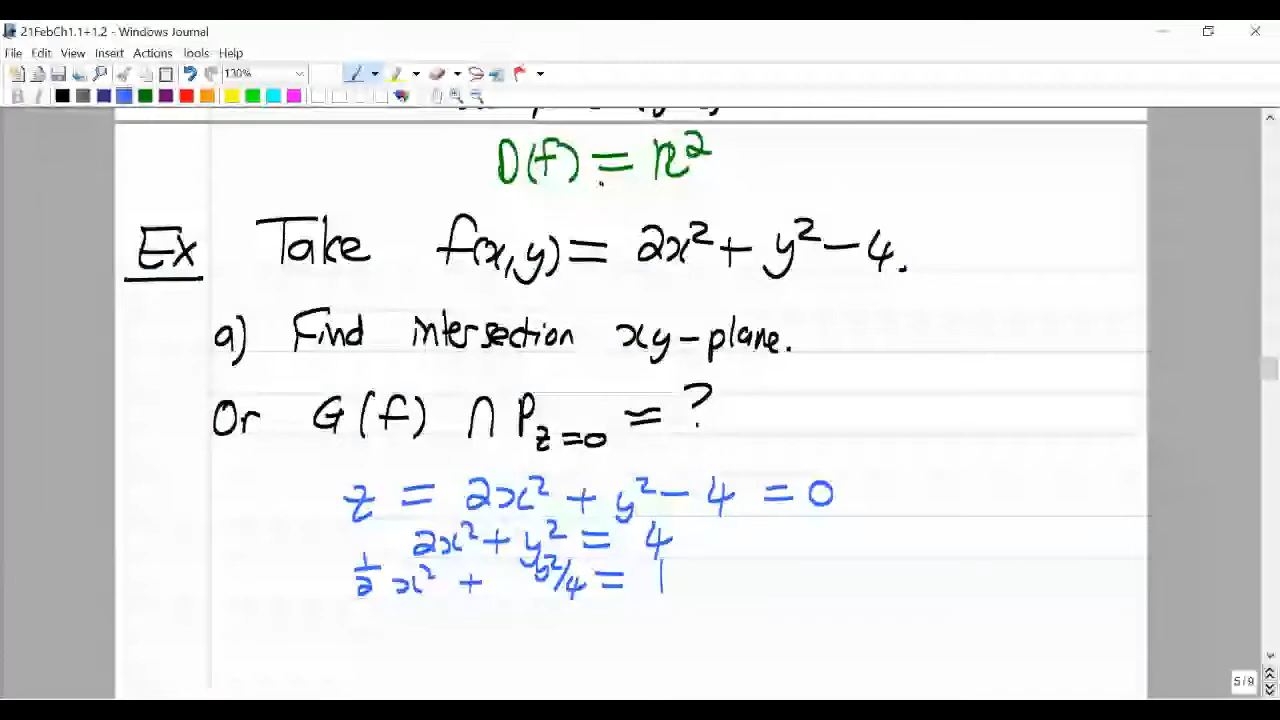 21FebCh1.1+1.2 - Windows Journal
File Edit View Insert Actions Tools Help
130%
D(f) = R²
Ex Take f(x,y) = 2x² + y² - 4.
a) Find intersection xy-plane.
Or G(f) ∩ P_{z=0} = ?
z = 2x² + y² - 4 = 0
2x² + y² = 4
1/2 x² + y²/4 = 1
5/9